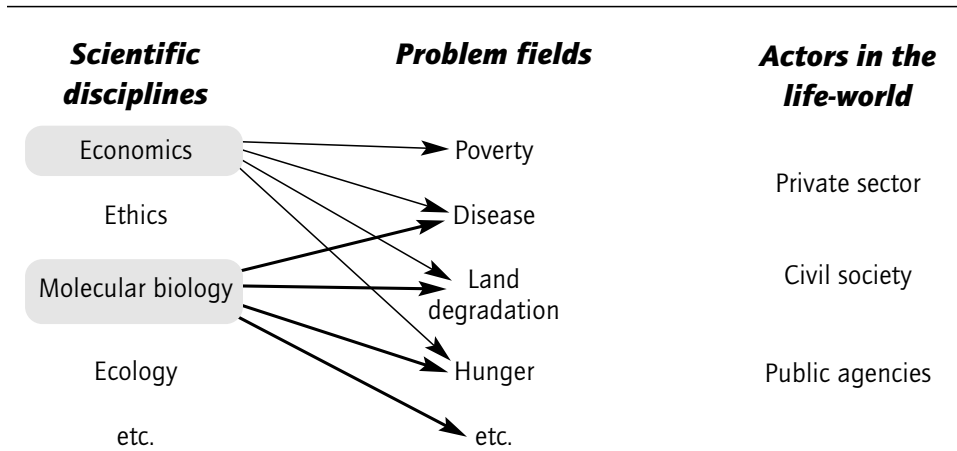 Scientific
disciplines
Economics
Ethics
Molecular biology
Ecology
etc.
Problem fields
Poverty
Disease
Land
degradation
Hunger
etc.
Actors in the
life-world
Private sector
Civil society
Public agencies